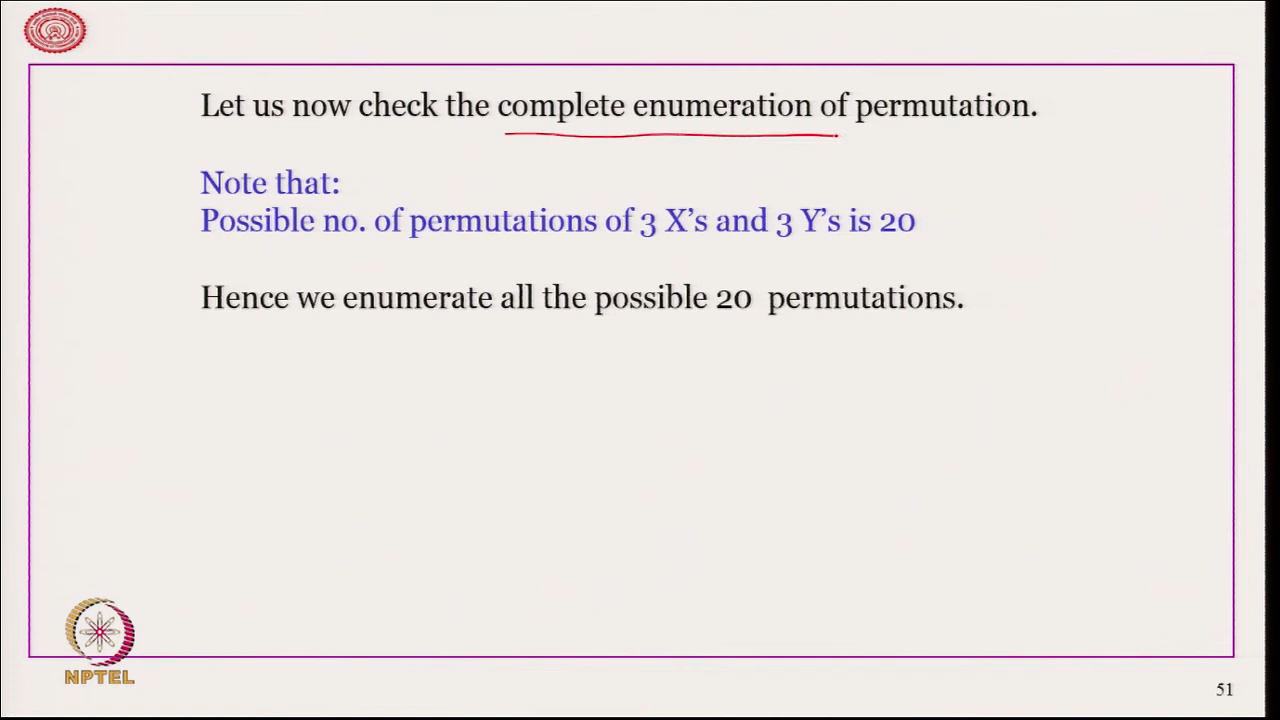 Let us now check the complete enumeration of permutation.
Note that:
Possible no. of permutations of 3 X’s and 3 Y’s is 20
Hence we enumerate all the possible 20 permutations.
NPTEL
51